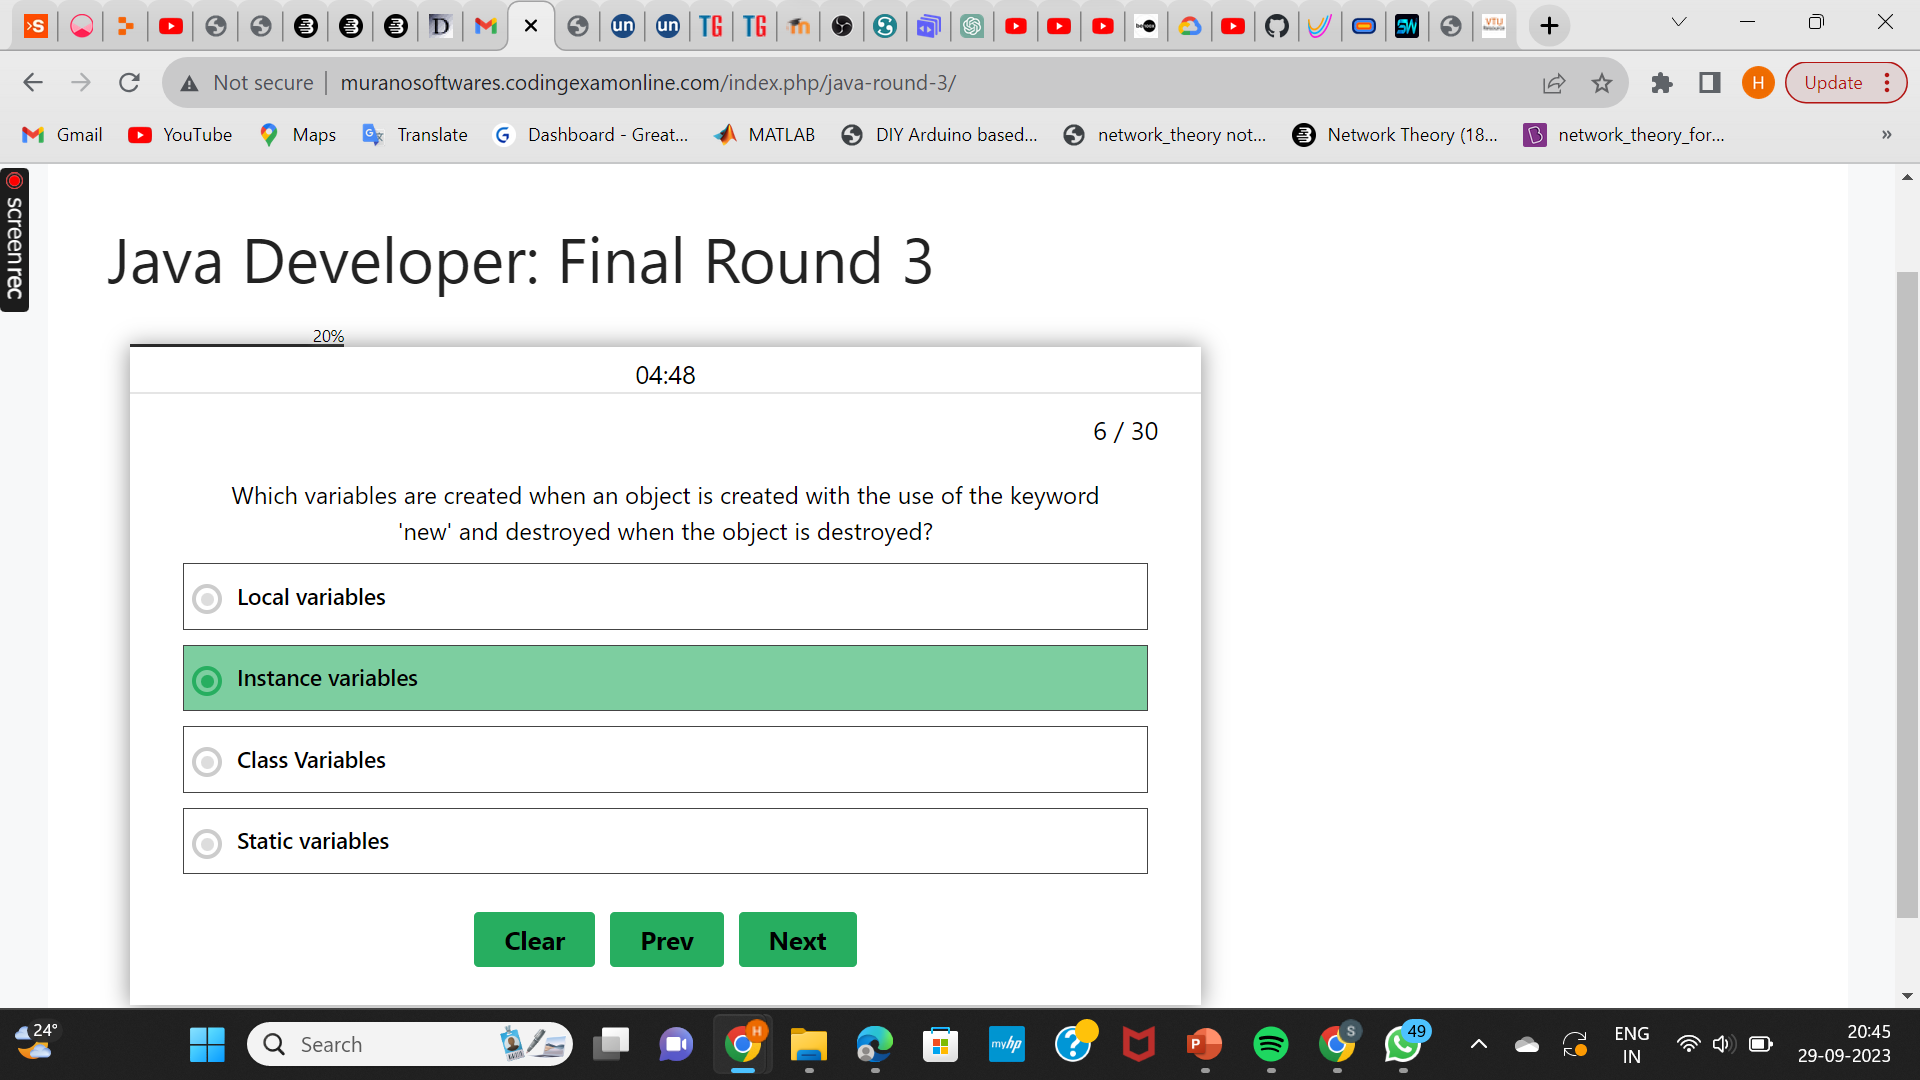 Not secure
muranosoftwares.codingexamonline.com/index.php/java-round-3/
H
Update
Gmail
YouTube
Maps
Translate
Dashboard - Great...
MATLAB
DIY Arduino based...
network_theory not...
Network Theory (18...
network_theory_for...
»
screenrec
Java Developer: Final Round 3
20%
04:48
6 / 30
Which variables are created when an object is created with the use of the keyword
'new' and destroyed when the object is destroyed?
Local variables
Instance variables
Class Variables
Static variables
Clear
Prev
Next
24°
Search
H
myhp
P
S
49
ENG
IN
20:45
29-09-2023